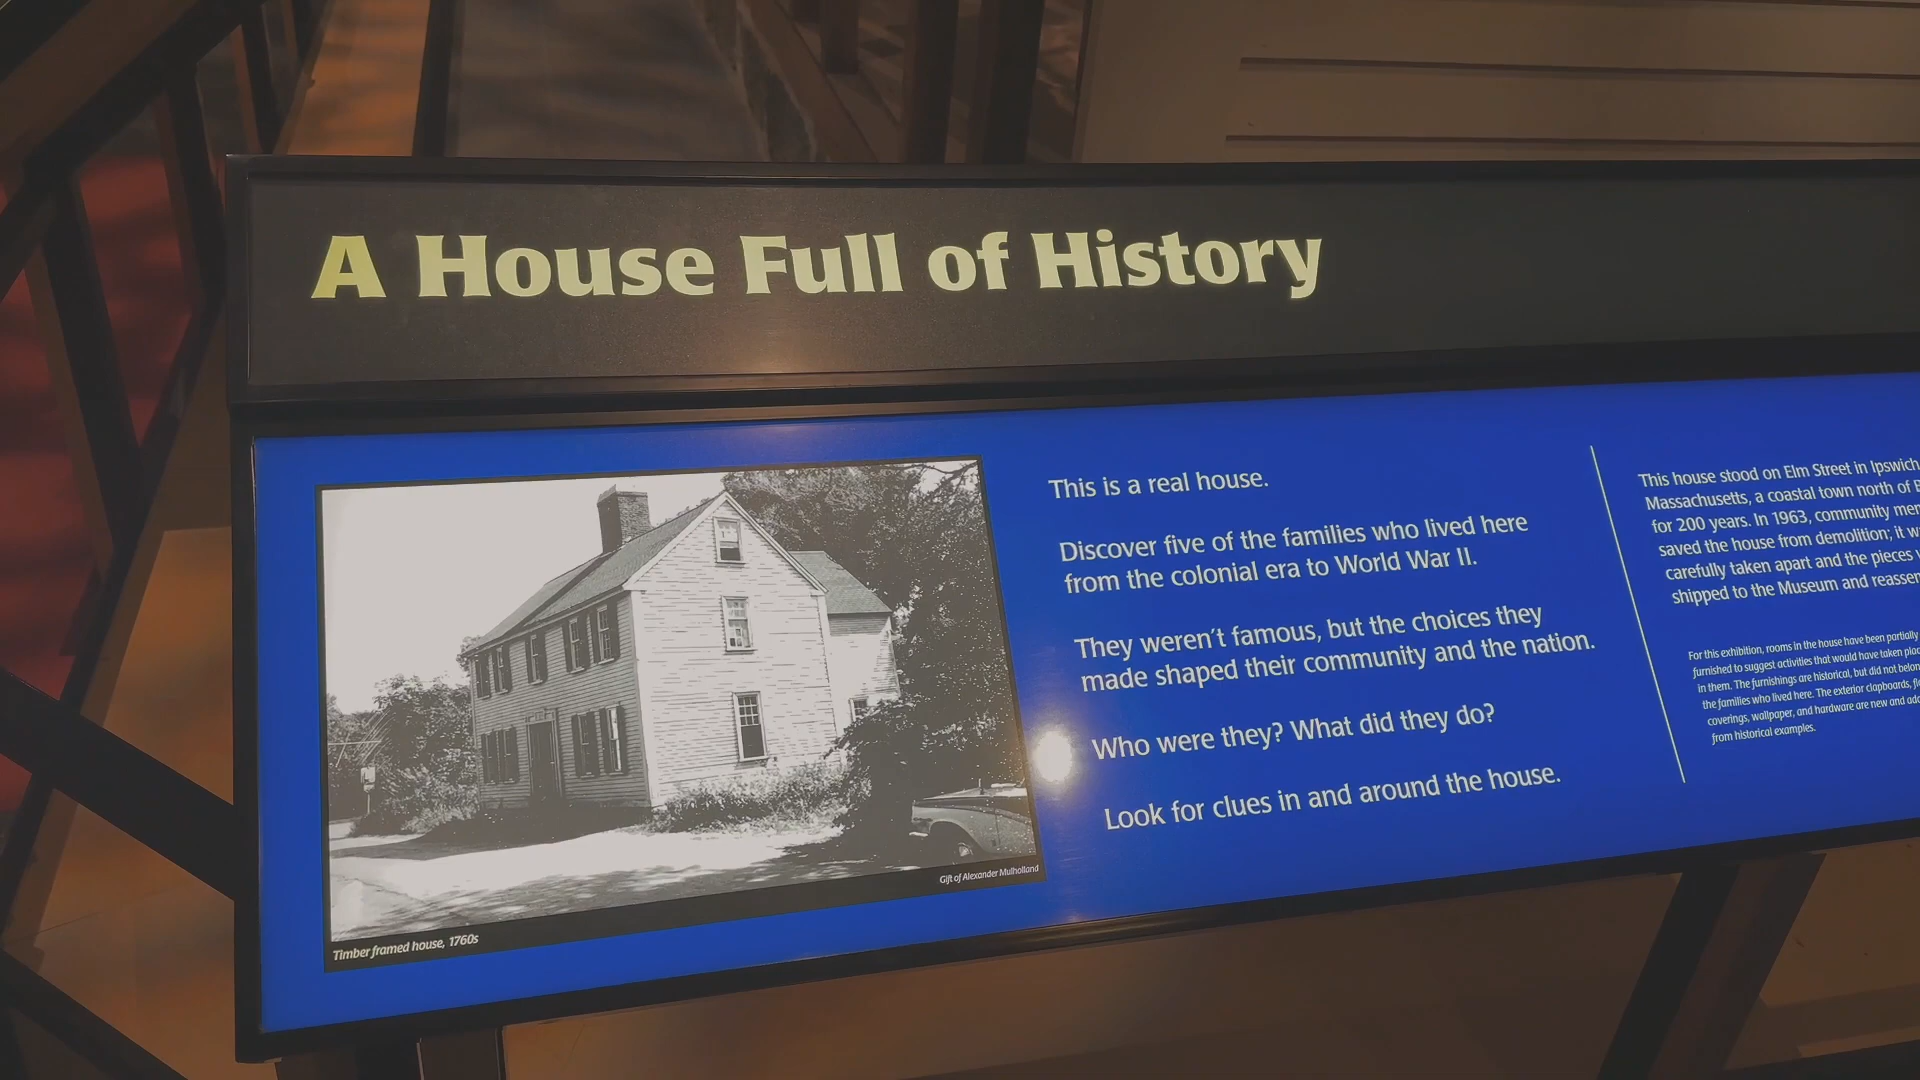 A House Full of History
This is a real house.
Discover five of the families who lived here
from the colonial era to World War II.
They weren't famous, but the choices they
made shaped their community and the nation.
Who were they? What did they do?
Look for clues in and around the house.
This house stood on Elm Street in Ipswich,
Massachusetts, a coastal town north of
for 200 years. In 1963, community
saved the house from demolition; it
carefully taken apart and the pieces
shipped to the Museum and
For this exhibition, rooms in the house have been partially
furnished to suggest activities that would have taken
in them. The furnishings are historical, but did not
the families who lived here. The exterior clapboards,
coverings, wallpaper, and hardware are new and
from historical examples.
Gift of Alexander Mulholland
Timber framed house, 1760s